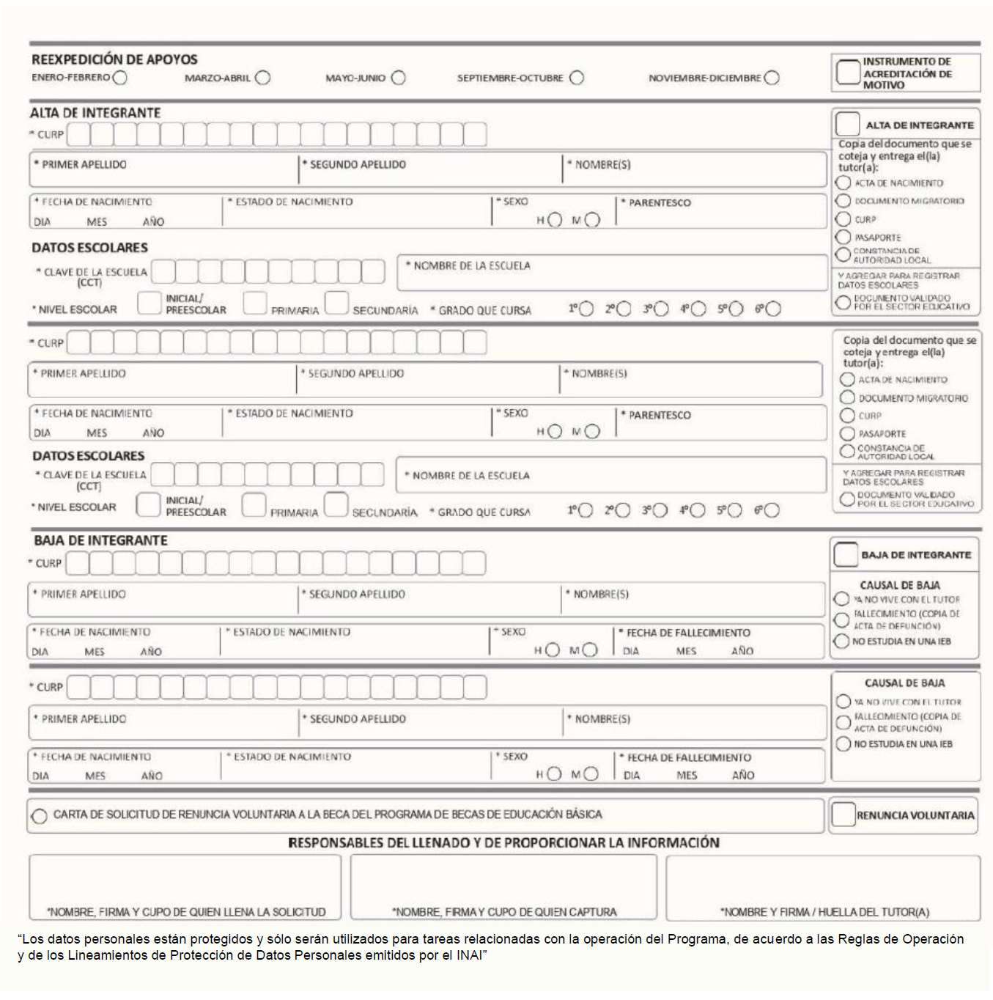 REEXPEDICIÓN DE APOYOS
ENERO-FEBRERO MARZO-ABRIL MAYO-JUNIO SEPTIEMBRE-OCTUBRE NOVIEMBRE-DICIEMBRE
INSTRUMENTO DE
ACREDITACIÓN DE
MOTIVO
ALTA DE INTEGRANTE
* CURP
* PRIMER APELLIDO * SEGUNDO APELLIDO * NOMBRE(S)
* FECHA DE NACIMIENTO * ESTADO DE NACIMIENTO * SEXO * PARENTESCO
DIA MES AÑO H M
DATOS ESCOLARES
* CLAVE DE LA ESCUELA * NOMBRE DE LA ESCUELA
(CCT)
* NIVEL ESCOLAR INICIAL/ PREESCOLAR PRIMARIA SECUNDARÍA * GRADO QUE CURSA 1º 2º 3º 4º 5º 6º
ALTA DE INTEGRANTE
Copia del documento que se
coteja y entrega el(la)
tutor(a):
ACTA DE NACIMIENTO
DOCUMENTO MIGRATORIO
CURP
PASAPORTE
CONSTANCIA DE
AUTORIDAD LOCAL
Y AGREGAR PARA REGISTRAR
DATOS ESCOLARES
DOCUMENTO VALIDADO
POR EL SECTOR EDUCATIVO
* CURP
* PRIMER APELLIDO * SEGUNDO APELLIDO * NOMBRE(S)
* FECHA DE NACIMIENTO * ESTADO DE NACIMIENTO * SEXO * PARENTESCO
DIA MES AÑO H M
DATOS ESCOLARES
* CLAVE DE LA ESCUELA * NOMBRE DE LA ESCUELA
(CCT)
* NIVEL ESCOLAR INICIAL/ PREESCOLAR PRIMARIA SECUNDARÍA * GRADO QUE CURSA 1º 2º 3º 4º 5º 6º
Copia del documento que se
coteja y entrega el(la)
tutor(a):
ACTA DE NACIMIENTO
DOCUMENTO MIGRATORIO
CURP
PASAPORTE
CONSTANCIA DE
AUTORIDAD LOCAL
Y AGREGAR PARA REGISTRAR
DATOS ESCOLARES
DOCUMENTO VALIDADO
POR EL SECTOR EDUCATIVO
BAJA DE INTEGRANTE
* CURP
* PRIMER APELLIDO * SEGUNDO APELLIDO * NOMBRE(S)
* FECHA DE NACIMIENTO * ESTADO DE NACIMIENTO * SEXO * FECHA DE FALLECIMIENTO
DIA MES AÑO H M DIA MES AÑO
BAJA DE INTEGRANTE
CAUSAL DE BAJA
YA NO VIVE CON EL TUTOR
FALLECIMIENTO (COPIA DE
ACTA DE DEFUNCIÓN)
NO ESTUDIA EN UNA IEB
* CURP
* PRIMER APELLIDO * SEGUNDO APELLIDO * NOMBRE(S)
* FECHA DE NACIMIENTO * ESTADO DE NACIMIENTO * SEXO * FECHA DE FALLECIMIENTO
DIA MES AÑO H M DIA MES AÑO
CAUSAL DE BAJA
YA NO VIVE CON EL TUTOR
FALLECIMIENTO (COPIA DE
ACTA DE DEFUNCIÓN)
NO ESTUDIA EN UNA IEB
CARTA DE SOLICITUD DE RENUNCIA VOLUNTARIA A LA BECA DEL PROGRAMA DE BECAS DE EDUCACIÓN BÁSICA
RENUNCIA VOLUNTARIA
RESPONSABLES DEL LLENADO Y DE PROPORCIONAR LA INFORMACIÓN
*NOMBRE, FIRMA Y CUPO DE QUIEN LLENA LA SOLICITUD *NOMBRE, FIRMA Y CUPO DE QUIEN CAPTURA *NOMBRE Y FIRMA / HUELLA DEL TUTOR(A)
“Los datos personales están protegidos y sólo serán utilizados para tareas relacionadas con la operación del Programa, de acuerdo a las Reglas de Operación
y de los Lineamientos de Protección de Datos Personales emitidos por el INAI”